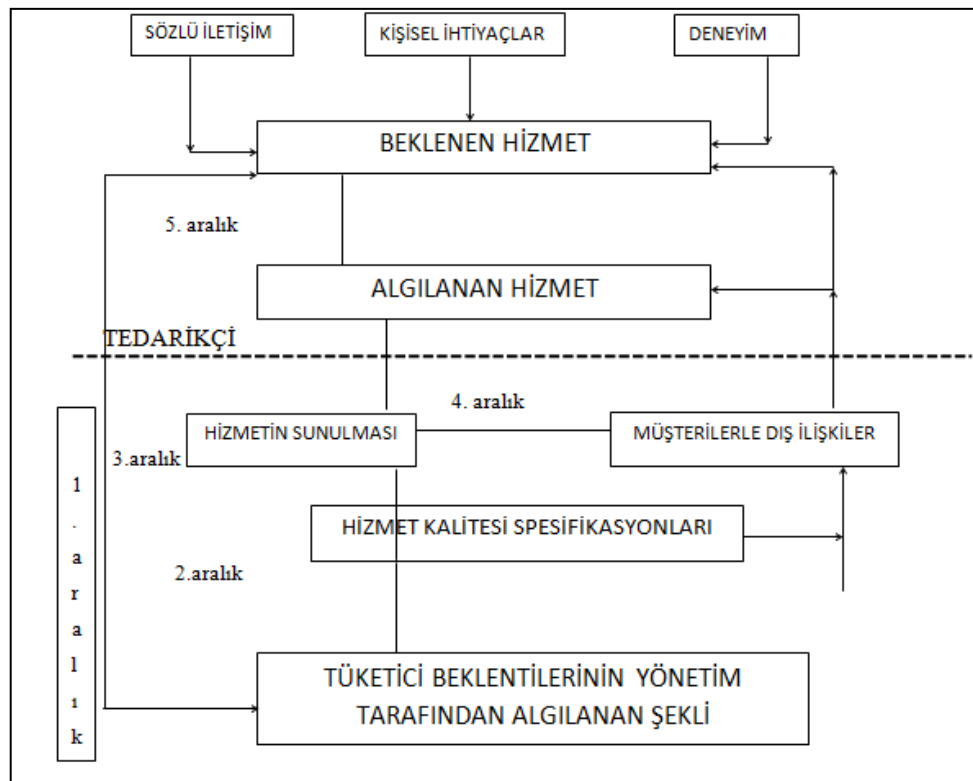 SÖZLÜ İLETİŞİM
KİŞİSEL İHTİYAÇLAR
DENEYİM
BEKLENEN HİZMET
5. aralık
ALGILANAN HİZMET
TEDARİKÇİ
4. aralık
HİZMETİN SUNULMASI
MÜŞTERİLERLE DIŞ İLİŞKİLER
3.aralık
1. aralık
HİZMET KALİTESİ SPESİFİKASYONLARI
2.aralık
TÜKETİCİ BEKLENTİLERİNİN YÖNETİM
TARAFINDAN ALGILANAN ŞEKLİ